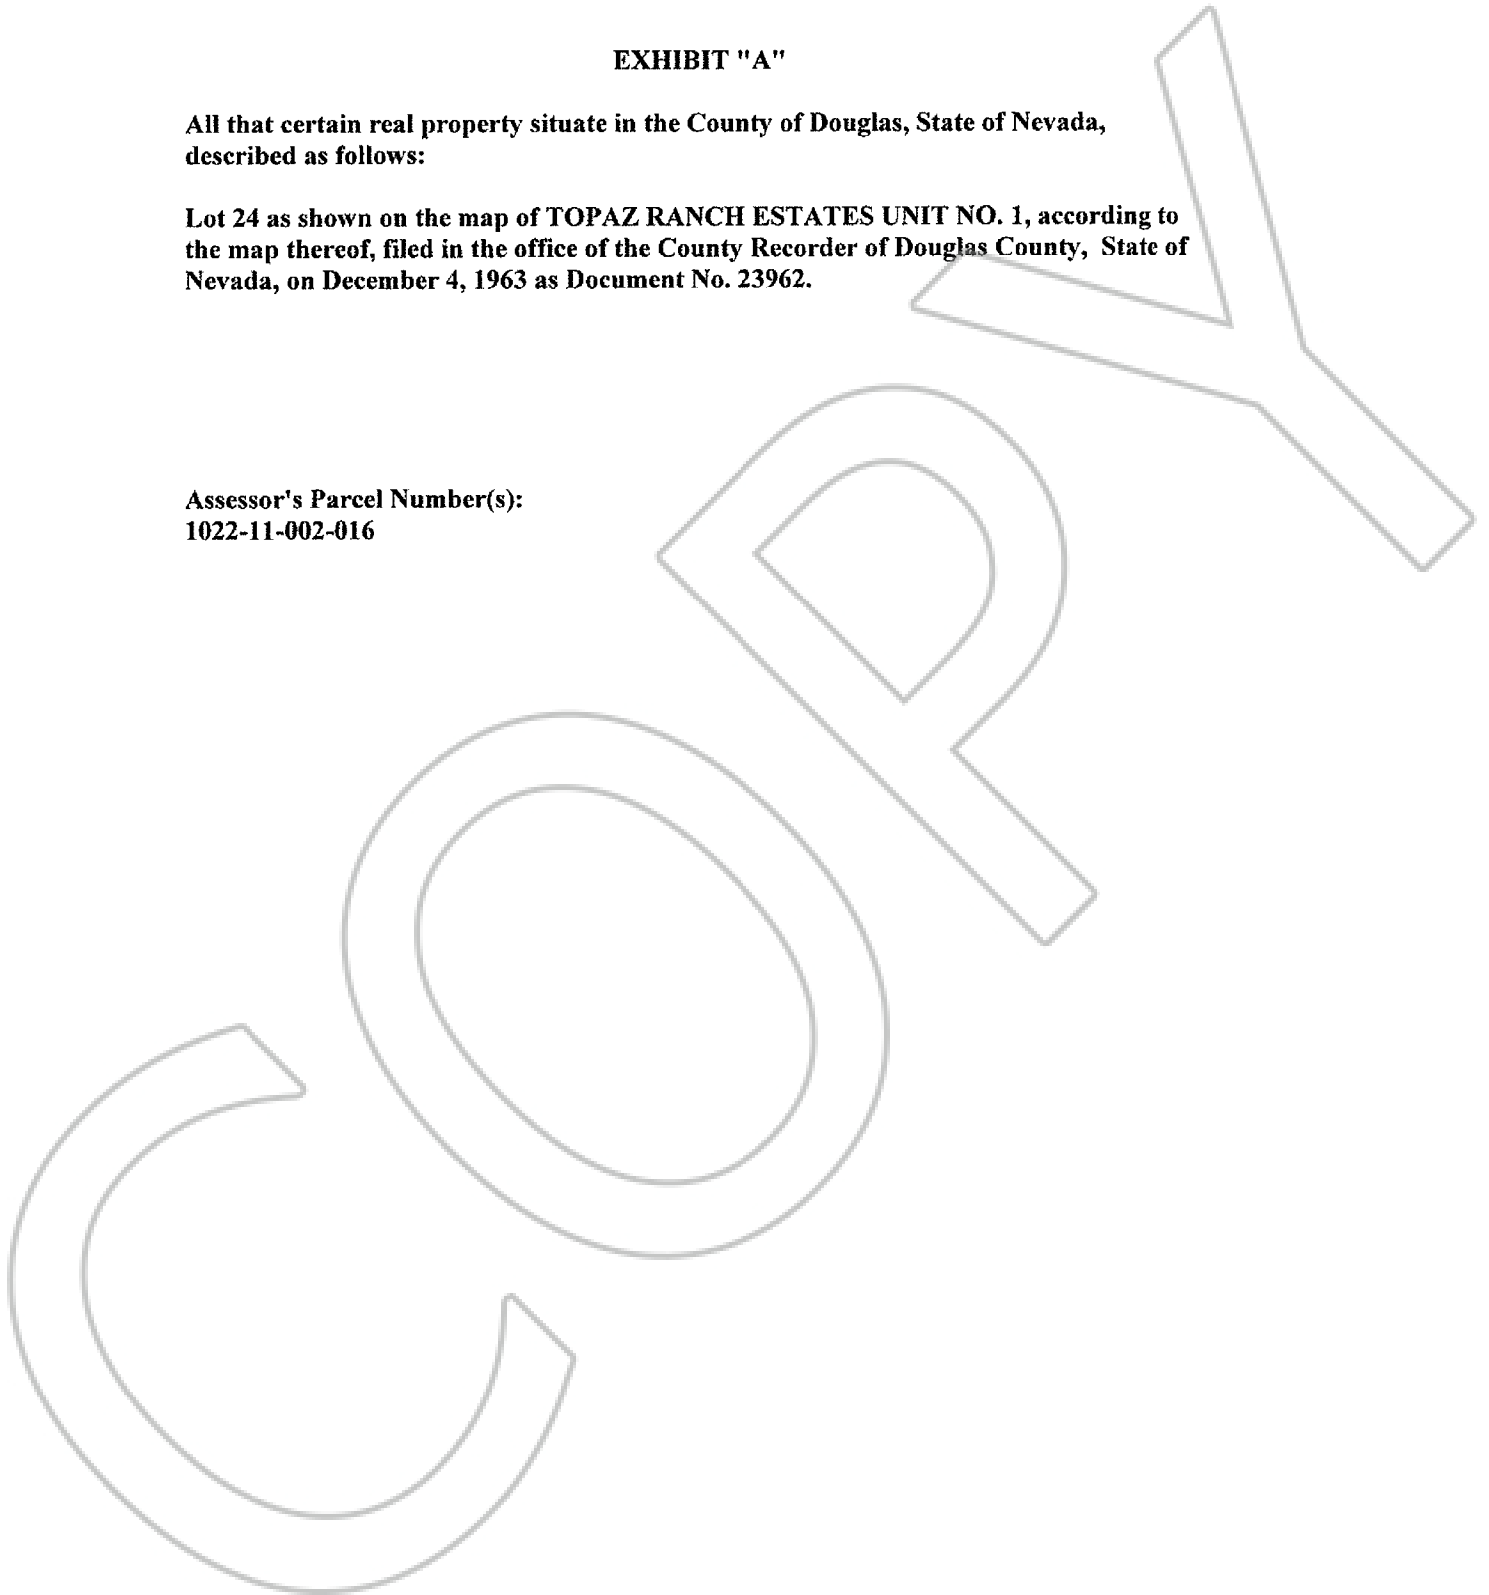 EXHIBIT "A"
All that certain real property situate in the County of Douglas, State of Nevada,
described as follows:
Lot 24 as shown on the map of TOPAZ RANCH ESTATES UNIT NO. 1, according to
the map thereof, filed in the office of the County Recorder of Douglas County, State of
Nevada, on December 4, 1963 as Document No. 23962.
Assessor's Parcel Number(s):
1022-11-002-016
COPY